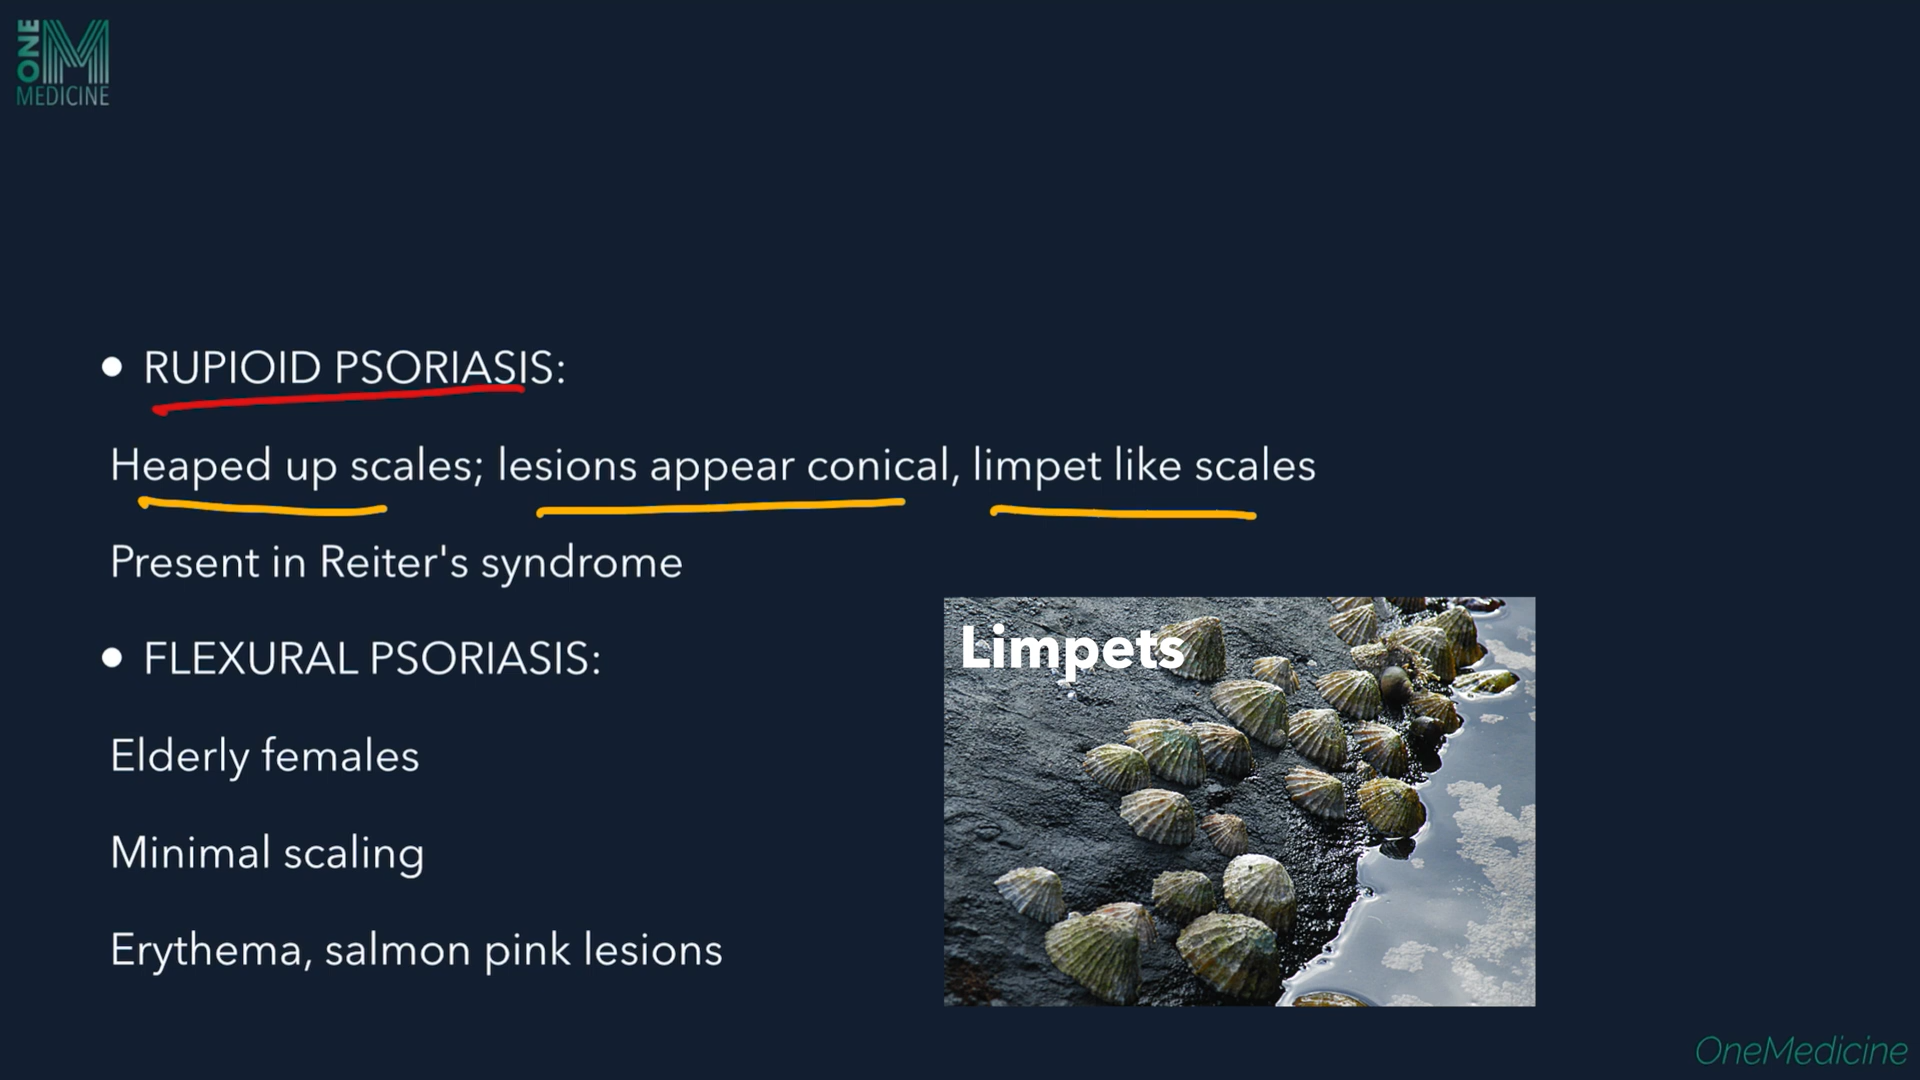 ONE
MEDICINE
• RUPIOID PSORIASIS:
Heaped up scales; lesions appear conical, limpet like scales
Present in Reiter's syndrome
• FLEXURAL PSORIASIS:
Elderly females
Minimal scaling
Erythema, salmon pink lesions
Limpets
OneMedicine